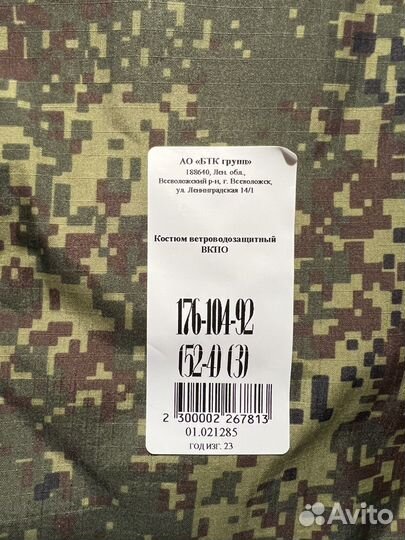 АО «БТК групп»
188640, Лен. обл.,
Всеволожский р-н, г. Всеволожск,
ул. Ленинградская 14/1
Костюм ветроводозащитный
ВКПО
176-104-92
(52-4) (3)
2 300002 267813
01.021285
год изг. 23
Avito